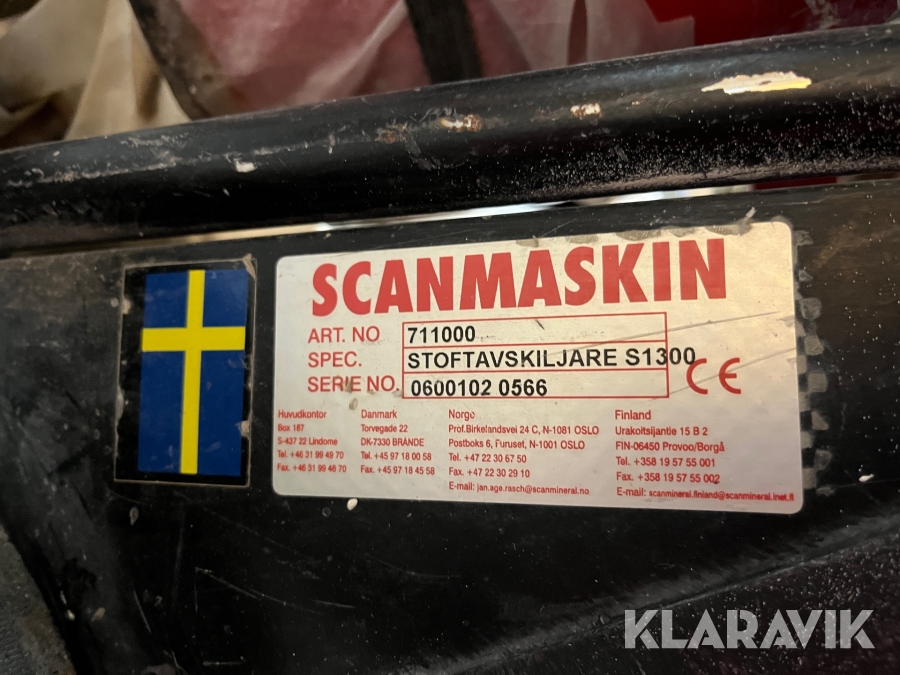 SCANMASKIN
ART. NO 711000
SPEC. STOFTAVSKILJARE S1300
SERIE NO. 0600102 0566
CE
Huvudkontor
Box 187
S-437 22 Lindome
Tel. +46 31 99 49 70
Fax. +46 31 99 48 70
Danmark
Torvegade 22
DK-7330 BRANDE
Tel. +45 97 18 00 58
Fax. +45 97 18 45 58
Norge
Prof.Birkelandsvei 24 C, N-1081 OSLO
Postboks 6, Furuset, N-1001 OSLO
Tel. +47 22 30 67 50
Fax. +47 22 30 29 10
E-mail: jan.age.rasch@scanmineral.no
Finland
Urakoitsijantie 15 B 2
FIN-06450 Provoo/Borgå
Tel. +358 19 57 55 001
Fax. +358 19 57 55 002
E-mail: scanmineral.finland@scanmineral.inet.fi
KLARAVIK